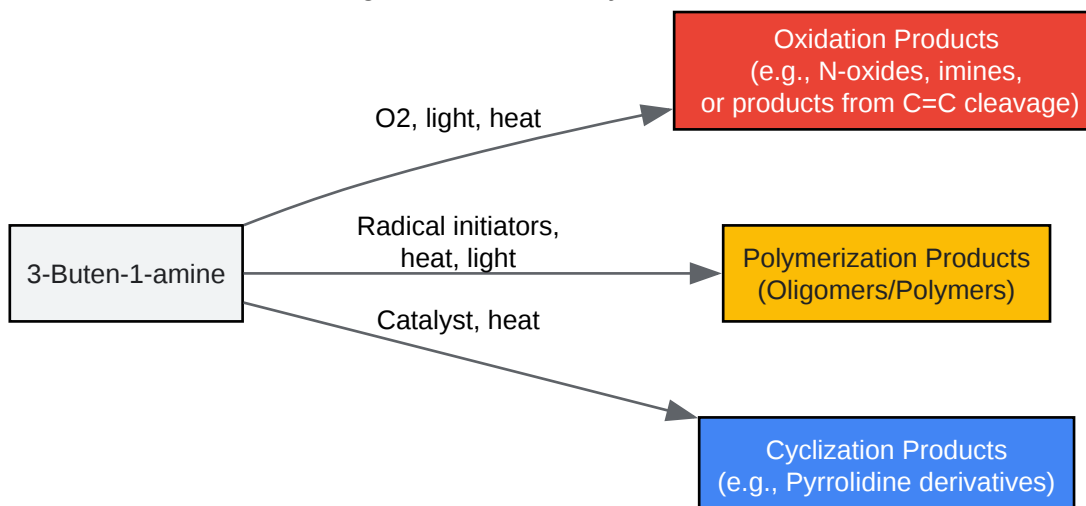 Oxidation Products
(e.g., N-oxides, imines,
or products from C=C cleavage)
O2, light, heat
Radical initiators,
heat, light
3-Buten-1-amine
Polymerization Products
(Oligomers/Polymers)
Catalyst, heat
Cyclization Products
(e.g., Pyrrolidine derivatives)